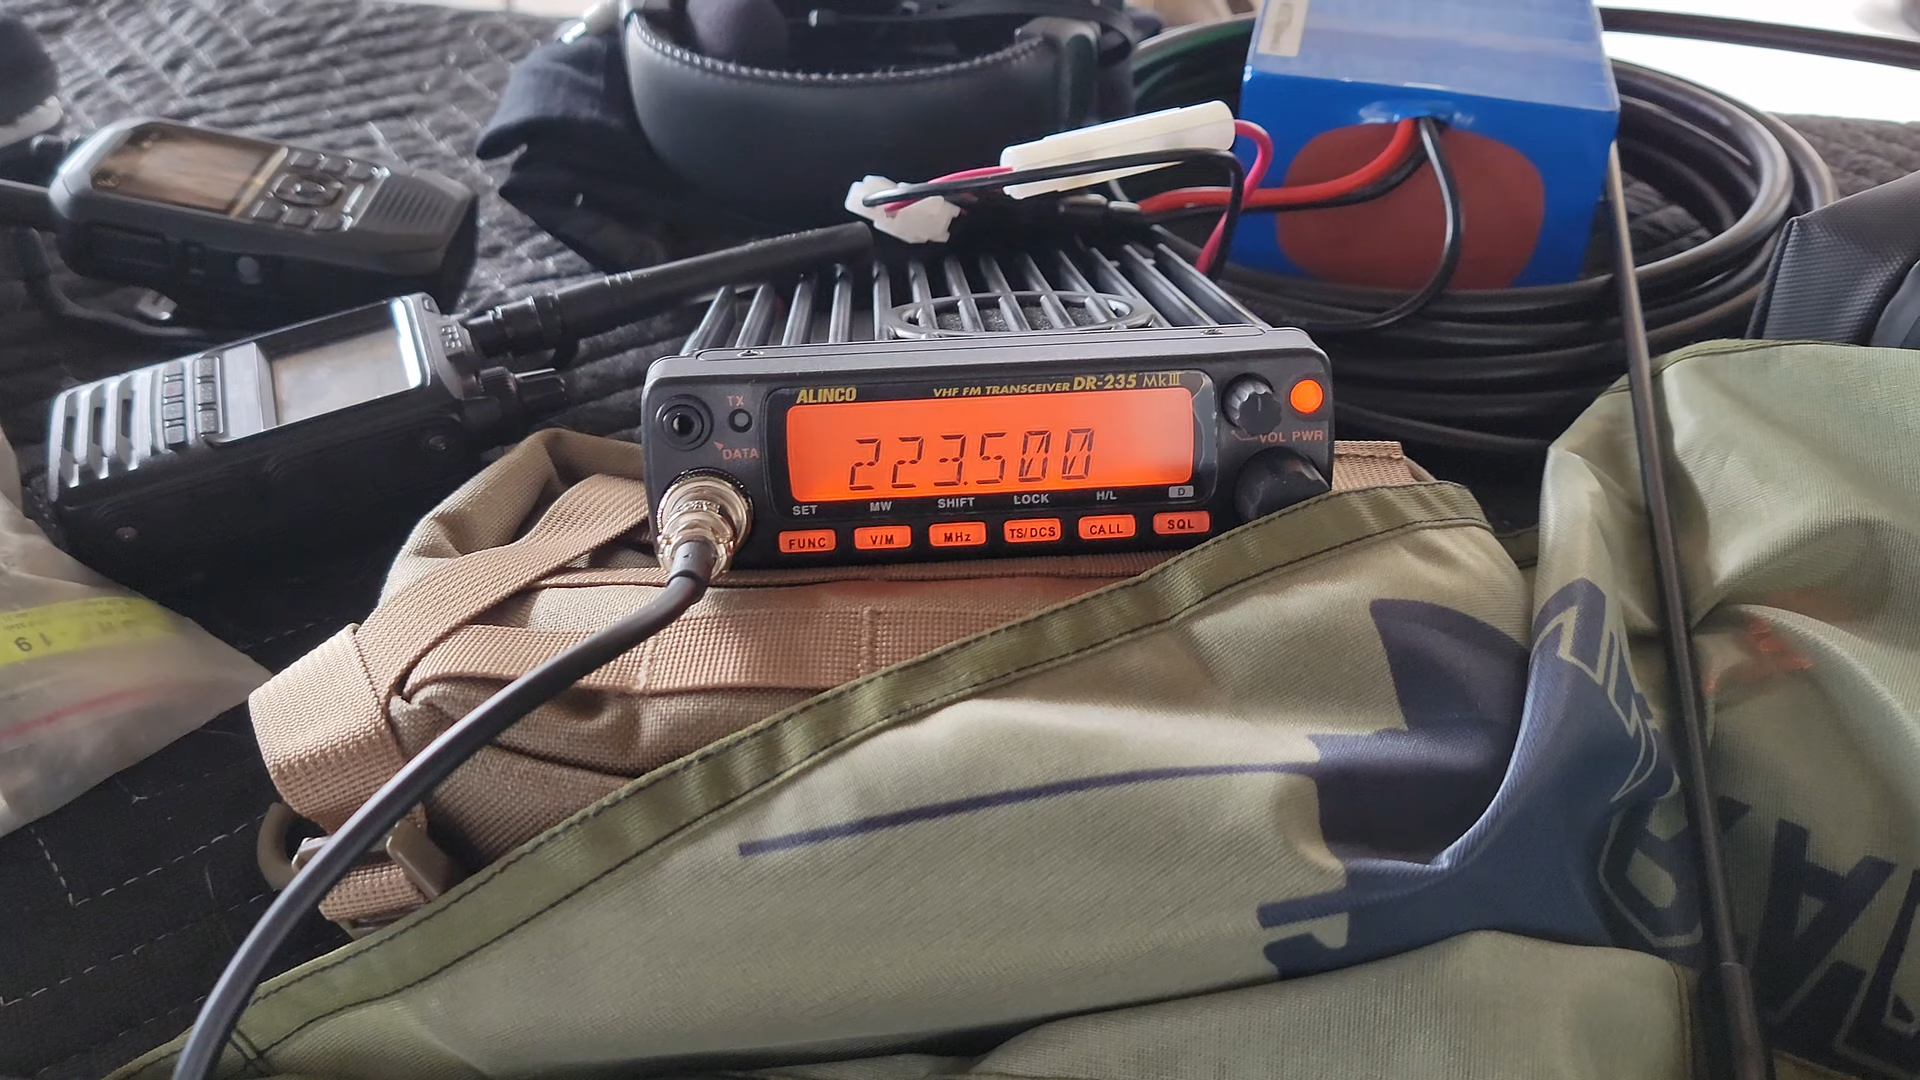 ALINCO
VHF FM TRANSCEIVER DR-235 MkIII
TX
DATA
223.500
VOL PWR
SET MW SHIFT LOCK H/L D
FUNC V/M MHz TS/DCS CALL SQL
19